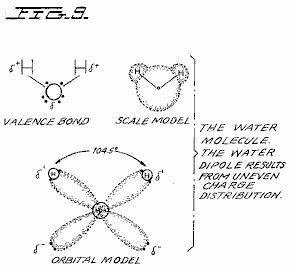 FIG.9.
H H
δ+ δ+
VALENCE BOND
H H
SCALE MODEL
THE WATER
MOLECULE.
THE WATER
DIPOLE RESULTS
FROM UNEVEN
CHARGE
DISTRIBUTION.
104.5°
δ+ H H δ+
δ- δ-
ORBITAL MODEL